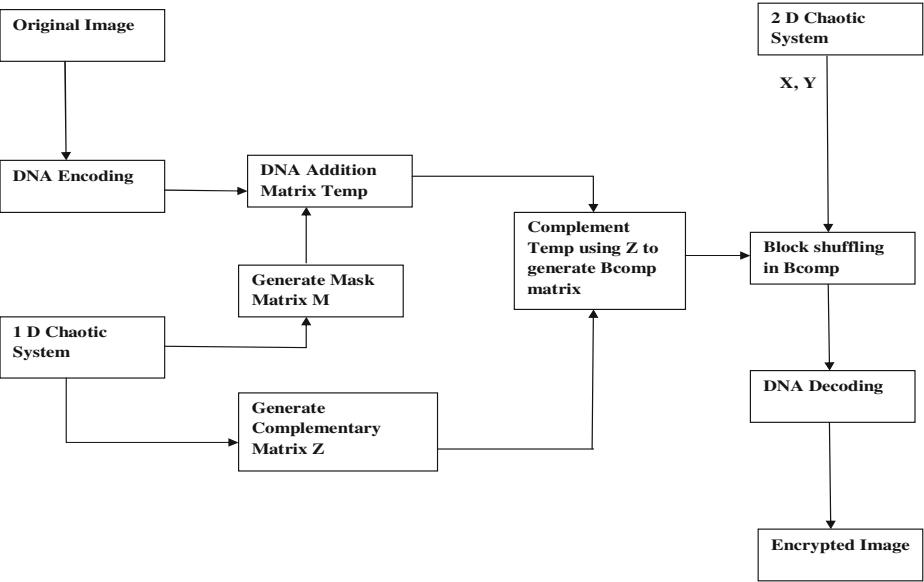 Original Image
2 D Chaotic
System
X, Y
DNA Encoding
DNA Addition
Matrix Temp
Complement
Temp using Z to
generate Bcomp
matrix
Block shuffling
in Bcomp
Generate Mask
Matrix M
1 D Chaotic
System
DNA Decoding
Generate
Complementary
Matrix Z
Encrypted Image